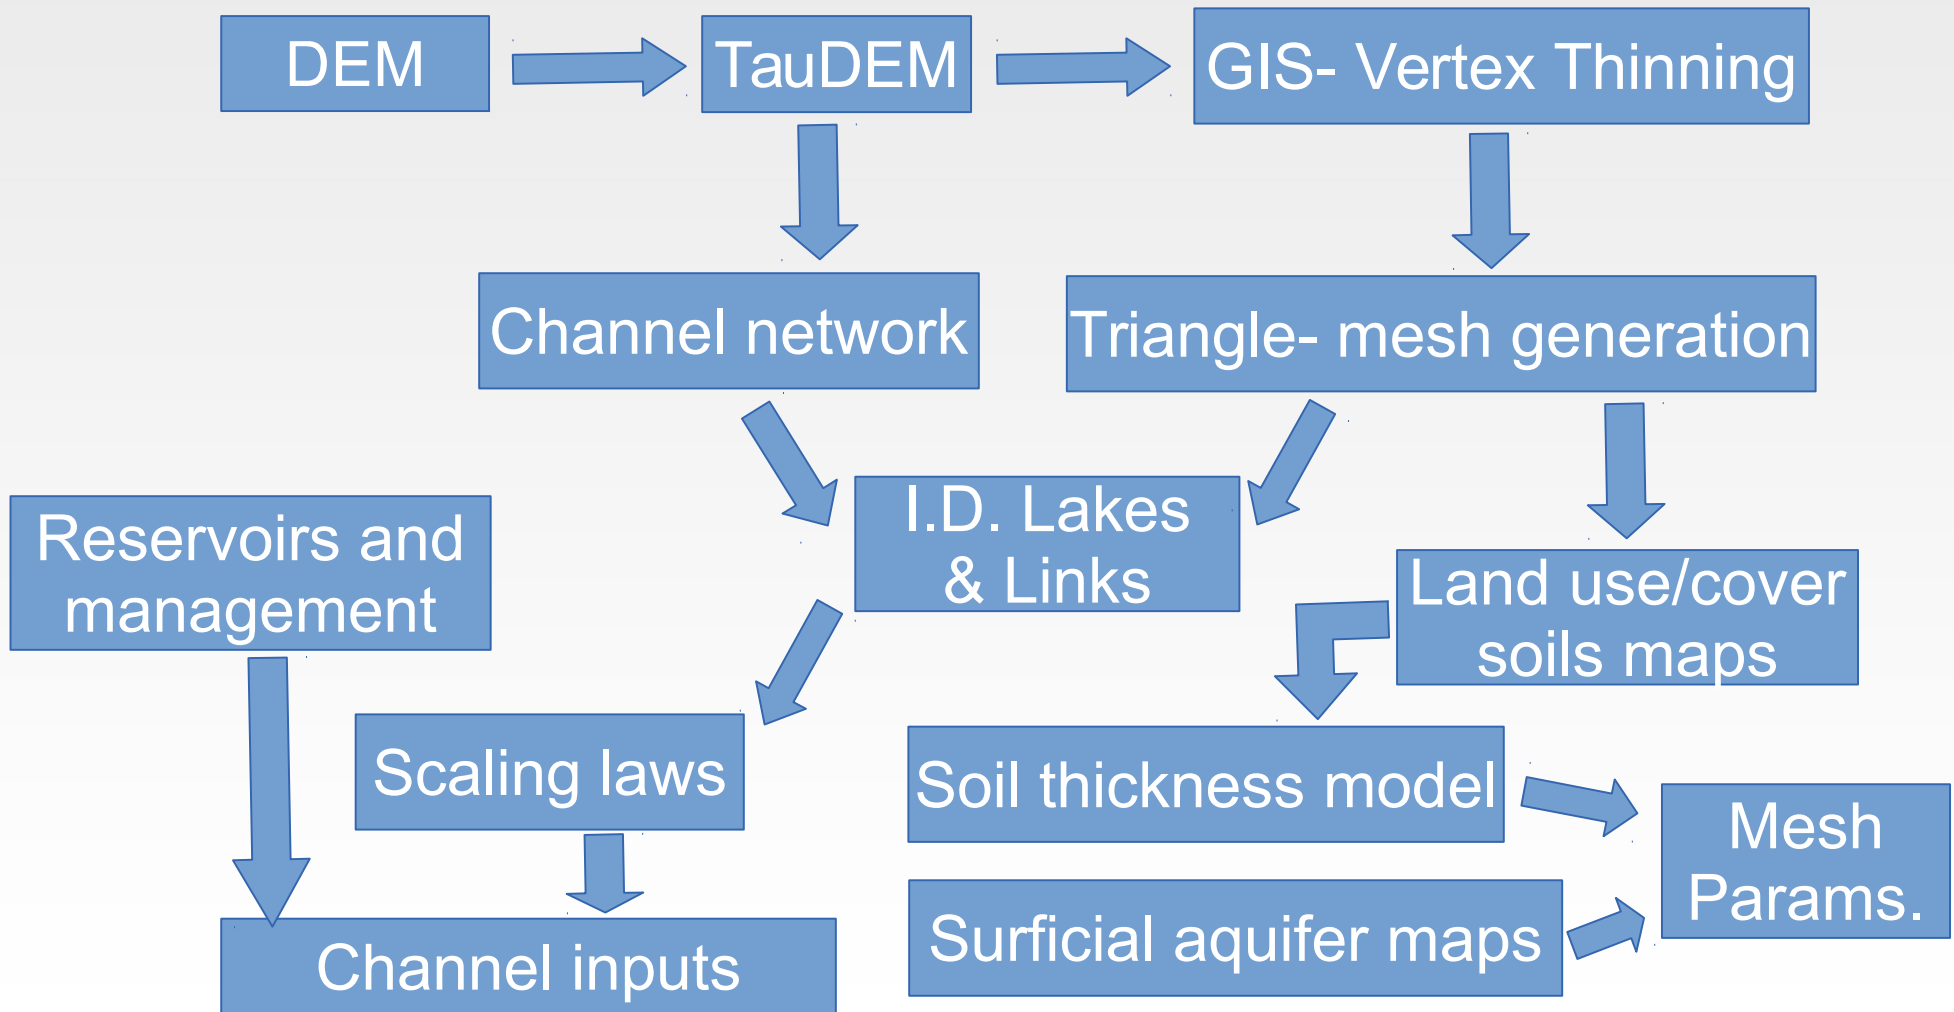 DEM
TauDEM
GIS- Vertex Thinning
Channel network
Triangle- mesh generation
Reservoirs and
management
I.D. Lakes
& Links
Land use/cover
soils maps
Scaling laws
Soil thickness model
Mesh
Params.
Surficial aquifer maps
Channel inputs